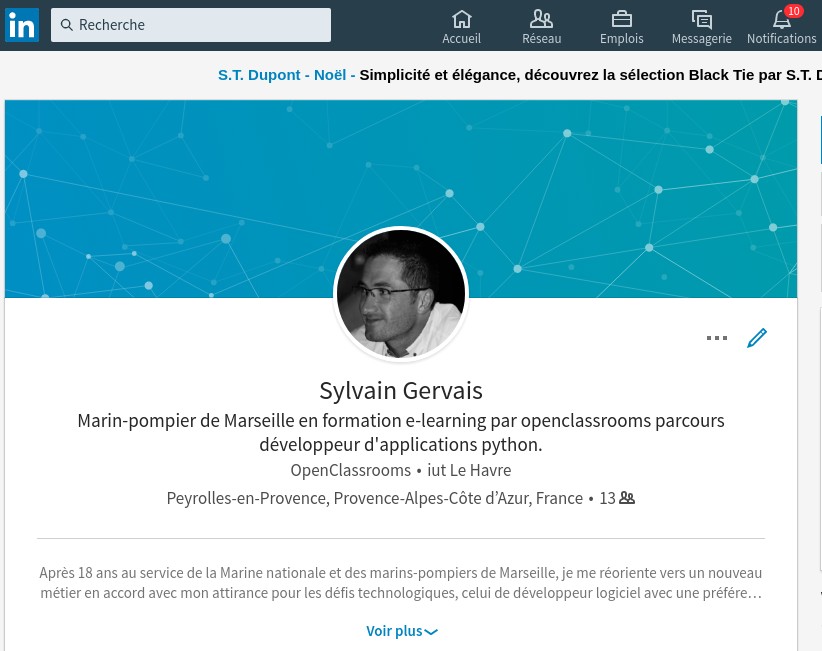 in
Recherche
Accueil
Réseau
Emplois
Messagerie
10
Notifications
S.T. Dupont - Noël - Simplicité et élégance, découvrez la sélection Black Tie par S.T. D
Sylvain Gervais
Marin-pompier de Marseille en formation e-learning par openclassrooms parcours
développeur d'applications python.
OpenClassrooms • iut Le Havre
Peyrolles-en-Provence, Provence-Alpes-Côte d’Azur, France • 13
Après 18 ans au service de la Marine nationale et des marins-pompiers de Marseille, je me réoriente vers un nouveau
métier en accord avec mon attirance pour les défis technologiques, celui de développeur logiciel avec une préfére…
Voir plus